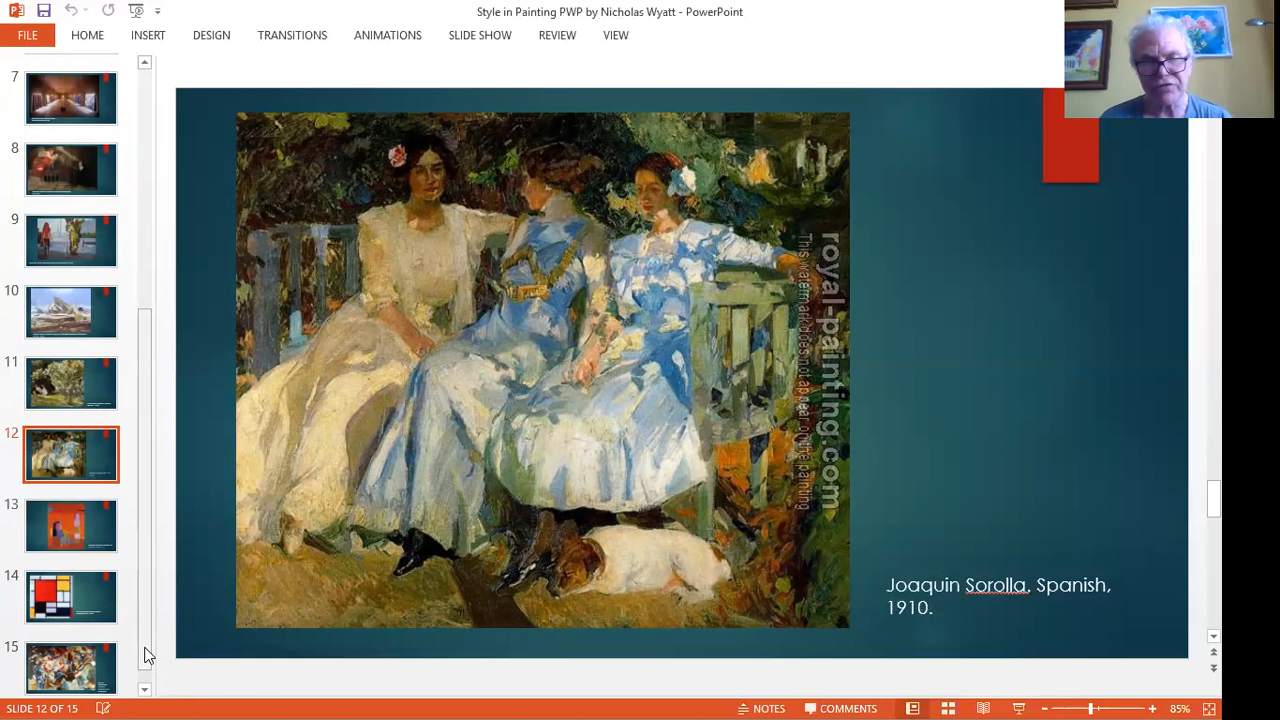 Style in Painting PWP by Nicholas Wyatt - PowerPoint
FILE HOME INSERT DESIGN TRANSITIONS ANIMATIONS SLIDE SHOW REVIEW VIEW
7
8
9
10
11
12
13
14
15
royal-painting.com
This watermark does not appear on the painting
Joaquin Sorolla. Spanish,
1910.
SLIDE 12 OF 15 NOTES COMMENTS 85%